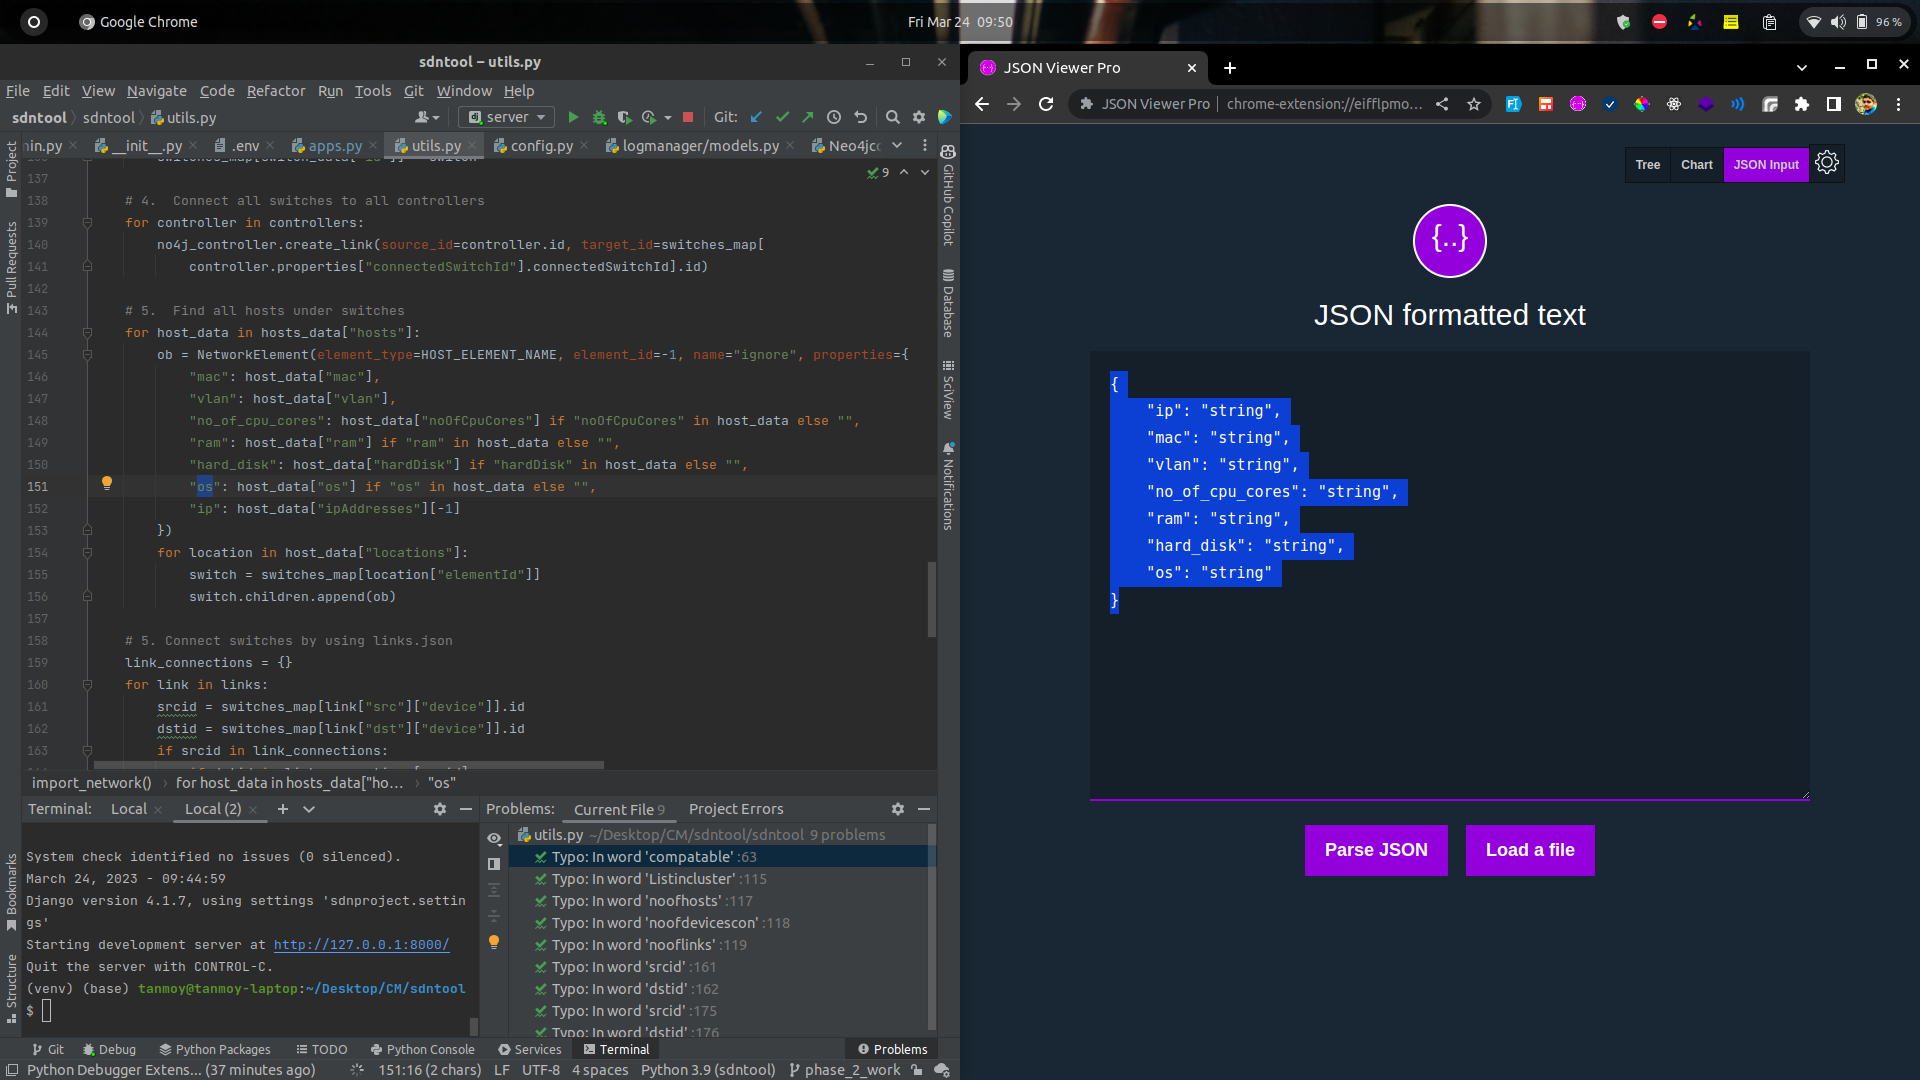 Google Chrome
Fri Mar 24 09:50
96 %
sdntool – utils.py
File Edit View Navigate Code Refactor Run Tools Git Window Help
sdntool sdntool utils.py
server
Git:
in.py
__init__.py
.env
apps.py
utils.py
config.py
logmanager/models.py
Neo4jcc
Project
Pull Requests
Bookmarks
Structure
GitHub Copilot
Database
SciView
Notifications
9
137
138 # 4.  Connect all switches to all controllers
139 for controller in controllers:
140 no4j_controller.create_link(source_id=controller.id, target_id=switches_map[
141 controller.properties["connectedSwitchId"].connectedSwitchId].id)
142
143 # 5.  Find all hosts under switches
144 for host_data in hosts_data["hosts"]:
145 ob = NetworkElement(element_type=HOST_ELEMENT_NAME, element_id=-1, name="ignore", properties={
146 "mac": host_data["mac"],
147 "vlan": host_data["vlan"],
148 "no_of_cpu_cores": host_data["noOfCpuCores"] if "noOfCpuCores" in host_data else "",
149 "ram": host_data["ram"] if "ram" in host_data else "",
150 "hard_disk": host_data["hardDisk"] if "hardDisk" in host_data else "",
151 "os": host_data["os"] if "os" in host_data else "",
152 "ip": host_data["ipAddresses"][-1]
153 })
154 for location in host_data["locations"]:
155 switch = switches_map[location["elementId"]]
156 switch.children.append(ob)
157
158 # 5. Connect switches by using links.json
159 link_connections = {}
160 for link in links:
161 srcid = switches_map[link["src"]["device"]].id
162 dstid = switches_map[link["dst"]["device"]].id
163 if srcid in link_connections:
import_network() for host_data in hosts_data["ho... "os"
Terminal: Local Local (2)
System check identified no issues (0 silenced).
March 24, 2023 - 09:44:59
Django version 4.1.7, using settings 'sdnproject.settin
gs'
Starting development server at http://127.0.0.1:8000/
Quit the server with CONTROL-C.
(venv) (base) tanmoy@tanmoy-laptop:~/Desktop/CM/sdntool
$
Problems: Current File 9 Project Errors
utils.py ~/Desktop/CM/sdntool/sdntool 9 problems
Typo: In word 'compatable' :63
Typo: In word 'Listincluster' :115
Typo: In word 'noofhosts' :117
Typo: In word 'noofdevicescon' :118
Typo: In word 'nooflinks' :119
Typo: In word 'srcid' :161
Typo: In word 'dstid' :162
Typo: In word 'srcid' :175
Typo: In word 'dstid' :176
Git Debug Python Packages TODO Python Console Services Terminal Problems
Python Debugger Extens... (37 minutes ago) 151:16 (2 chars) LF UTF-8 4 spaces Python 3.9 (sdntool) phase_2_work
JSON Viewer Pro
JSON Viewer Pro | chrome-extension://eifflpmo...
Tree Chart JSON Input
{..}
JSON formatted text
{
"ip": "string",
"mac": "string",
"vlan": "string",
"no_of_cpu_cores": "string",
"ram": "string",
"hard_disk": "string",
"os": "string"
}
Parse JSON
Load a file